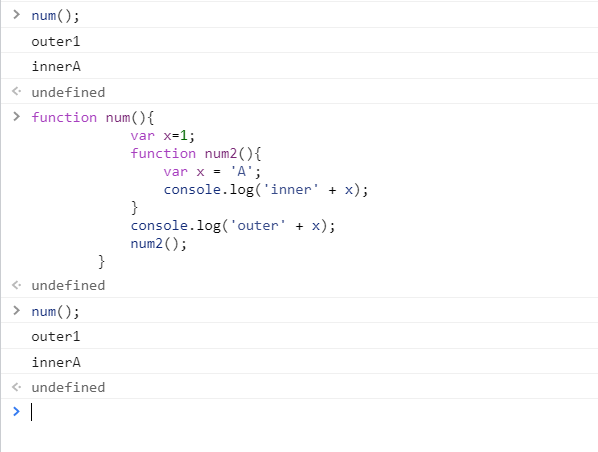 > num();
outer1
innerA
<· undefined
> function num(){
var x=1;
function num2(){
var x = 'A';
console.log('inner' + x);
}
console.log('outer' + x);
num2();
}
<· undefined
> num();
outer1
innerA
<· undefined
>